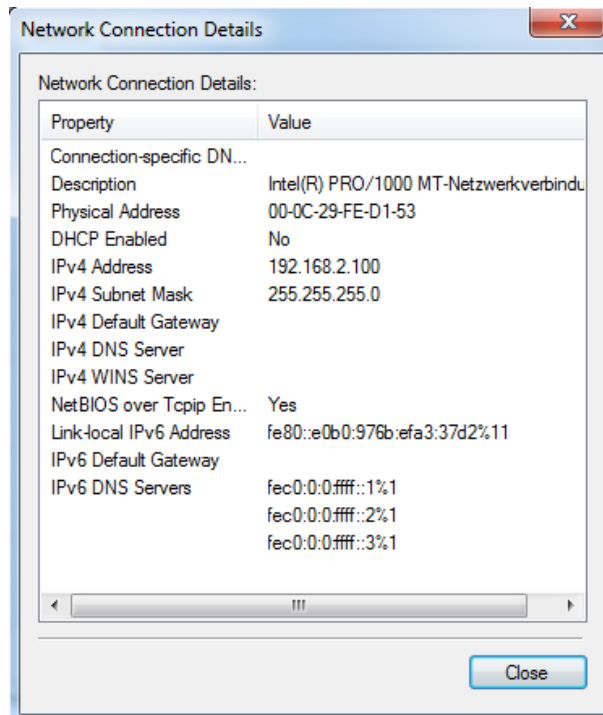 Network Connection Details
Network Connection Details:
Property Value
Connection-specific DN...
Description Intel(R) PRO/1000 MT-Netzwerkverbindu
Physical Address 00-0C-29-FE-D1-53
DHCP Enabled No
IPv4 Address 192.168.2.100
IPv4 Subnet Mask 255.255.255.0
IPv4 Default Gateway
IPv4 DNS Server
IPv4 WINS Server
NetBIOS over Tcpip En... Yes
Link-local IPv6 Address fe80::e0b0:976b:efa3:37d2%11
IPv6 Default Gateway
IPv6 DNS Servers fec0:0:0:ffff::1%1
fec0:0:0:ffff::2%1
fec0:0:0:ffff::3%1
Close